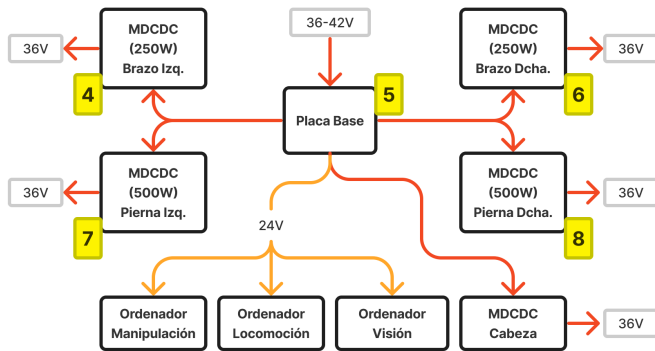 MDCDC
(250W)
Brazo Izq.
36V
4
36-42V
5
Placa Base
MDCDC
(250W)
Brazo Dcha.
36V
6
MDCDC
(500W)
Pierna Izq.
36V
7
24V
MDCDC
(500W)
Pierna Dcha.
36V
8
Ordenador
Manipulación
Ordenador
Locomoción
Ordenador
Visión
MDCDC
Cabeza
36V